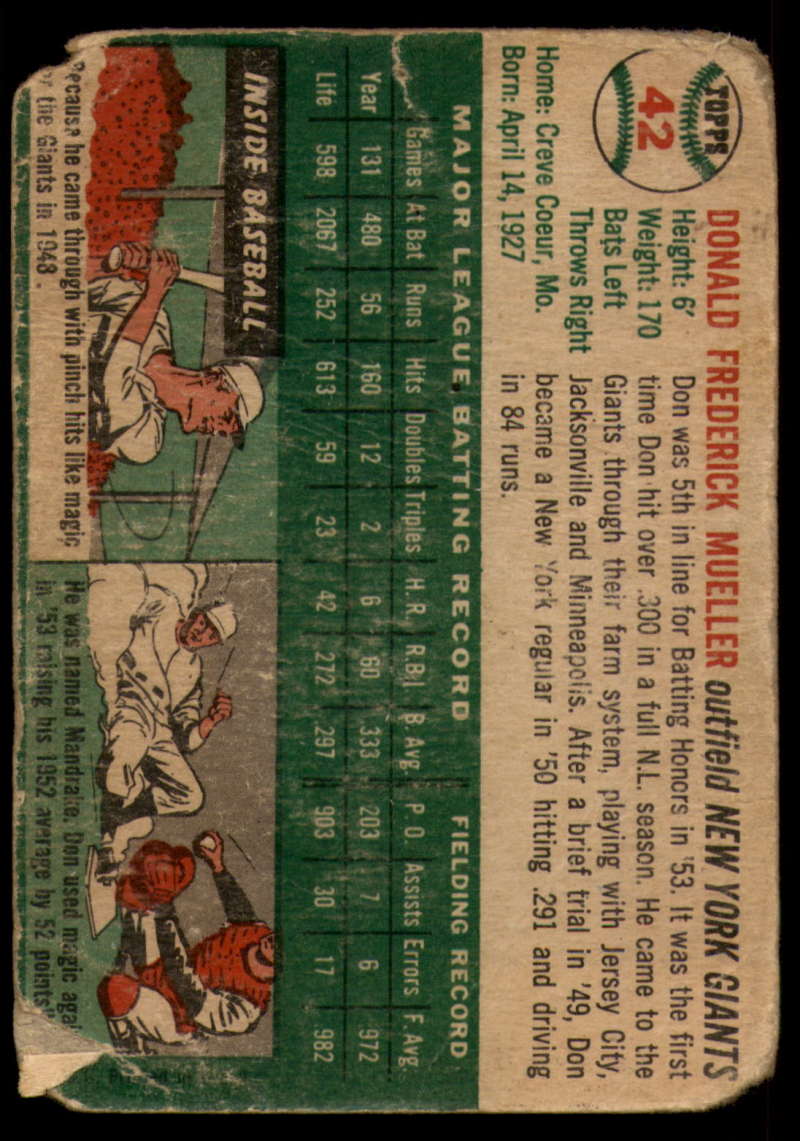 TOPPS
42
DONALD FREDERICK MUELLER outfield NEW YORK GIANTS
Height: 6'
Weight: 170
Bats Left
Throws Right
Home: Creve Coeur, Mo.
Born: April 14, 1927
Don was 5th in line for Batting Honors in '53. It was the first
time Don hit over .300 in a full N.L. season. He came to the
Giants through their farm system, playing with Jersey City,
Jacksonville and Minneapolis. After a brief trial in '49, Don
became a New York regular in '50 hitting .291 and driving
in 84 runs.
MAJOR LEAGUE BATTING RECORD FIELDING RECORD
Games At Bat Runs Hits Doubles Triples H.R. R.B.I. B. Avg. P.O. Assists Errors F. Avg.
Year 131 480 56 160 12 2 6 60 .333 203 7 6 .972
Life 598 2067 252 613 59 23 42 272 .297 903 30 17 .982
INSIDE BASEBALL
Because he came through with pinch hits like magic
the Giants in 1948.
He was named Mandrake. Don used magic agai
in '53 raising his 1952 average by 52 points!!